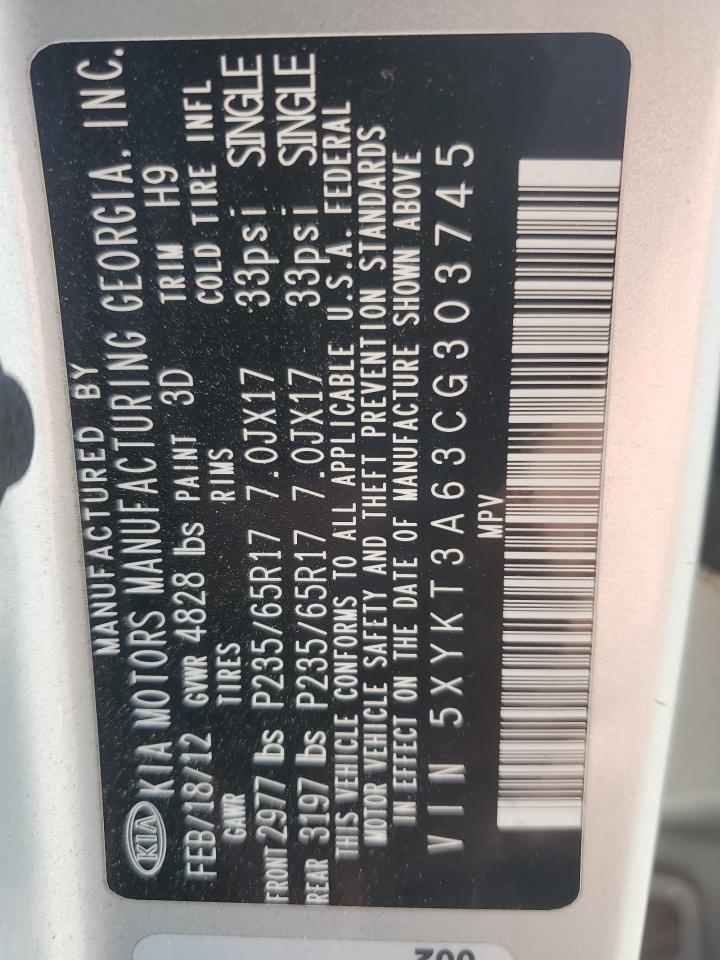 MANUFACTURED BY
KIA KIA MOTORS MANUFACTURING GEORGIA, INC.
FEB/18/12 GVWR 4828 lbs PAINT 3D TRIM H9
GAWR TIRES RIMS COLD TIRE INFL
FRONT 2977 lbs P235/65R17 7.0JX17 33psi SINGLE
REAR 3197 lbs P235/65R17 7.0JX17 33psi SINGLE
THIS VEHICLE CONFORMS TO ALL APPLICABLE U.S.A. FEDERAL
MOTOR VEHICLE SAFETY AND THEFT PREVENTION STANDARDS
IN EFFECT ON THE DATE OF MANUFACTURE SHOWN ABOVE
VIN 5XYKT3A63CG303745
MPV